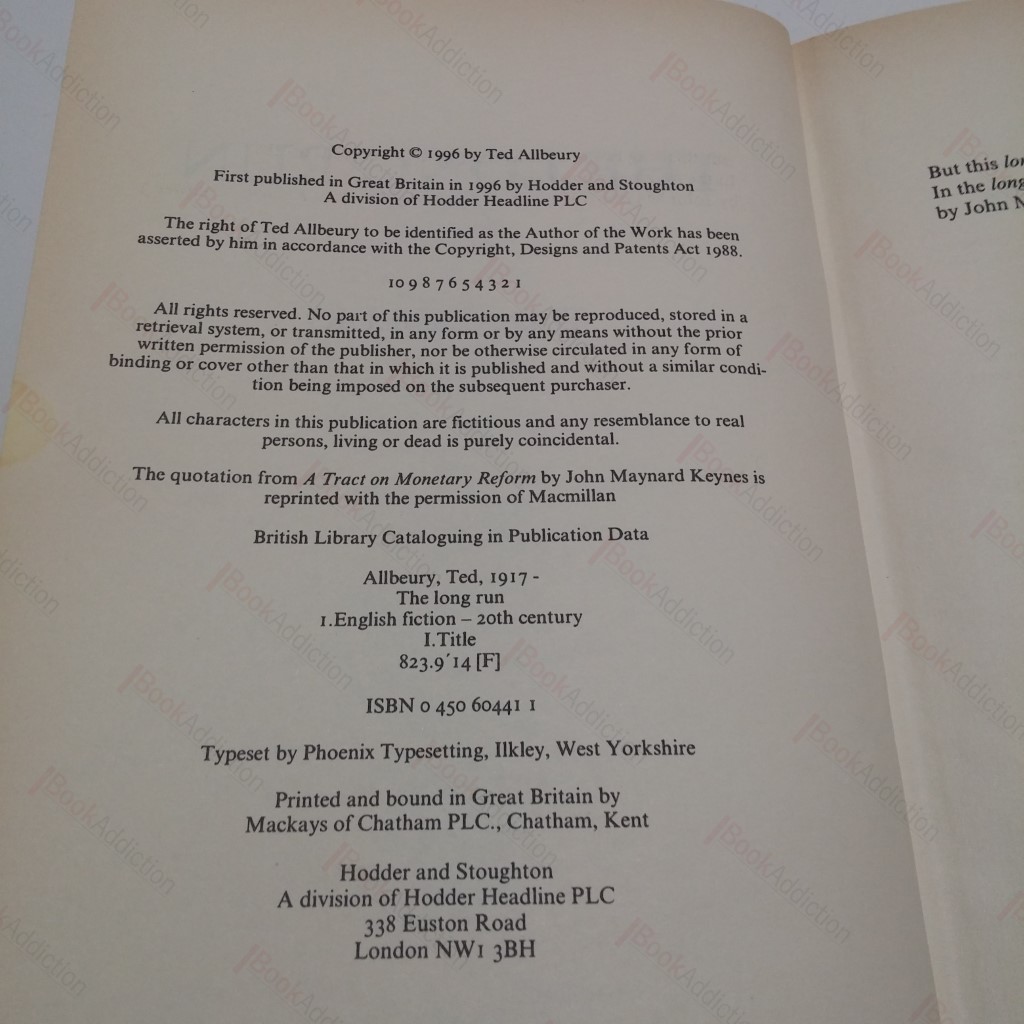 Copyright © 1996 by Ted Allbeury
First published in Great Britain in 1996 by Hodder and Stoughton
A division of Hodder Headline PLC
The right of Ted Allbeury to be identified as the Author of the Work has been
asserted by him in accordance with the Copyright, Designs and Patents Act 1988.
10 9 8 7 6 5 4 3 2 1
All rights reserved. No part of this publication may be reproduced, stored in a
retrieval system, or transmitted, in any form or by any means without the prior
written permission of the publisher, nor be otherwise circulated in any form of
binding or cover other than that in which it is published and without a similar condi-
tion being imposed on the subsequent purchaser.
All characters in this publication are fictitious and any resemblance to real
persons, living or dead is purely coincidental.
The quotation from A Tract on Monetary Reform by John Maynard Keynes is
reprinted with the permission of Macmillan
British Library Cataloguing in Publication Data
Allbeury, Ted, 1917 -
The long run
1.English fiction – 20th century
I.Title
823.9′14 [F]
ISBN 0 450 60441 1
Typeset by Phoenix Typesetting, Ilkley, West Yorkshire
Printed and bound in Great Britain by
Mackays of Chatham PLC., Chatham, Kent
Hodder and Stoughton
A division of Hodder Headline PLC
338 Euston Road
London NW1 3BH
But this
In the long
by John
BookAddiction